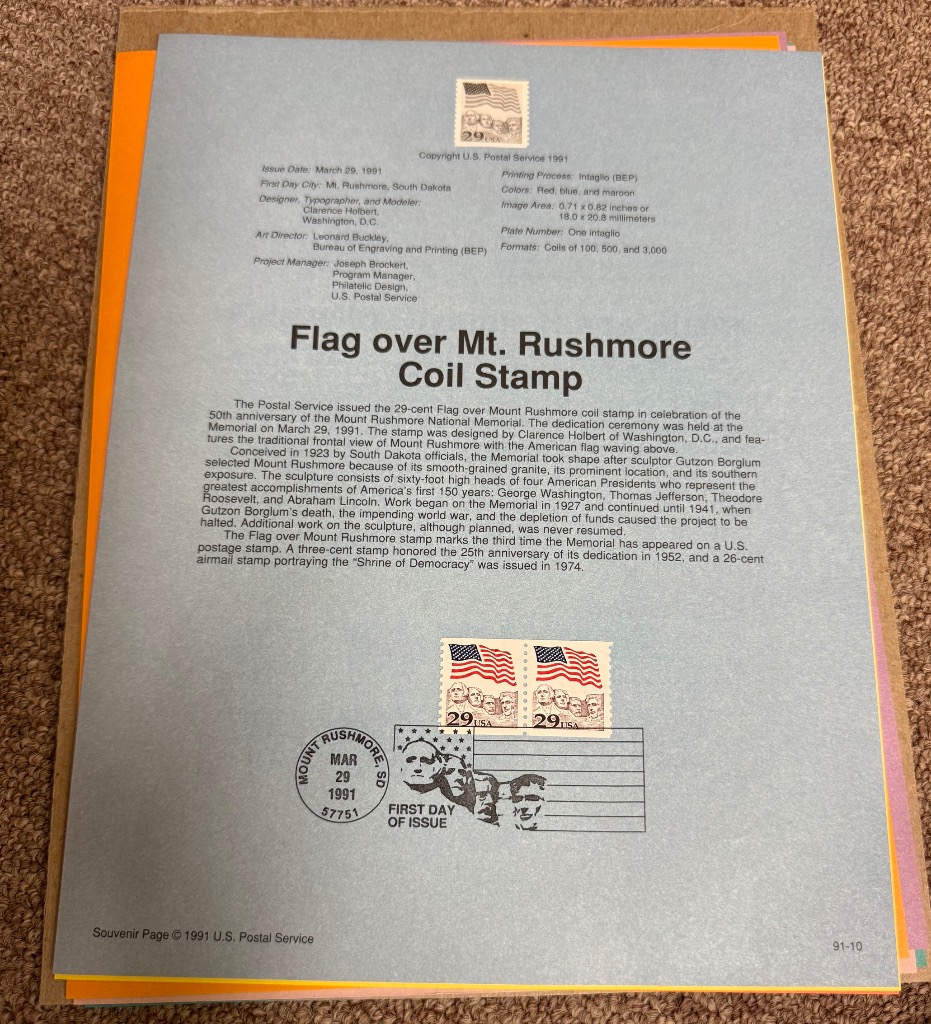 29 USA
Copyright U.S. Postal Service 1991
Issue Date: March 29, 1991
First Day City: Mt. Rushmore, South Dakota
Designer, Typographer, and Modeler:
Clarence Holbert,
Washington, D.C.
Art Director: Leonard Buckley,
Bureau of Engraving and Printing (BEP)
Project Manager: Joseph Brockert,
Program Manager,
Philatelic Design,
U.S. Postal Service
Printing Process: Intaglio (BEP)
Colors: Red, blue, and maroon
Image Area: 0.71 x 0.82 inches or
18.0 x 20.8 millimeters
Plate Number: One intaglio
Formats: Coils of 100, 500, and 3,000
Flag over Mt. Rushmore
Coil Stamp
The Postal Service issued the 29-cent Flag over Mount Rushmore coil stamp in celebration of the
50th anniversary of the Mount Rushmore National Memorial. The dedication ceremony was held at the
Memorial on March 29, 1991. The stamp was designed by Clarence Holbert of Washington, D.C., and fea-
tures the traditional frontal view of Mount Rushmore with the American flag waving above.
Conceived in 1923 by South Dakota officials, the Memorial took shape after sculptor Gutzon Borglum
selected Mount Rushmore because of its smooth-grained granite, its prominent location, and its southern
exposure. The sculpture consists of sixty-foot high heads of four American Presidents who represent the
greatest accomplishments of America's first 150 years: George Washington, Thomas Jefferson, Theodore
Roosevelt, and Abraham Lincoln. Work began on the Memorial in 1927 and continued until 1941, when
Gutzon Borglum's death, the impending world war, and the depletion of funds caused the project to be
halted. Additional work on the sculpture, although planned, was never resumed.
The Flag over Mount Rushmore stamp marks the third time the Memorial has appeared on a U.S.
postage stamp. A three-cent stamp honored the 25th anniversary of its dedication in 1952, and a 26-cent
airmail stamp portraying the “Shrine of Democracy” was issued in 1974.
29 USA
29 USA
MOUNT RUSHMORE, SD
MAR
29
1991
57751
FIRST DAY
OF ISSUE
Souvenir Page © 1991 U.S. Postal Service
91-10